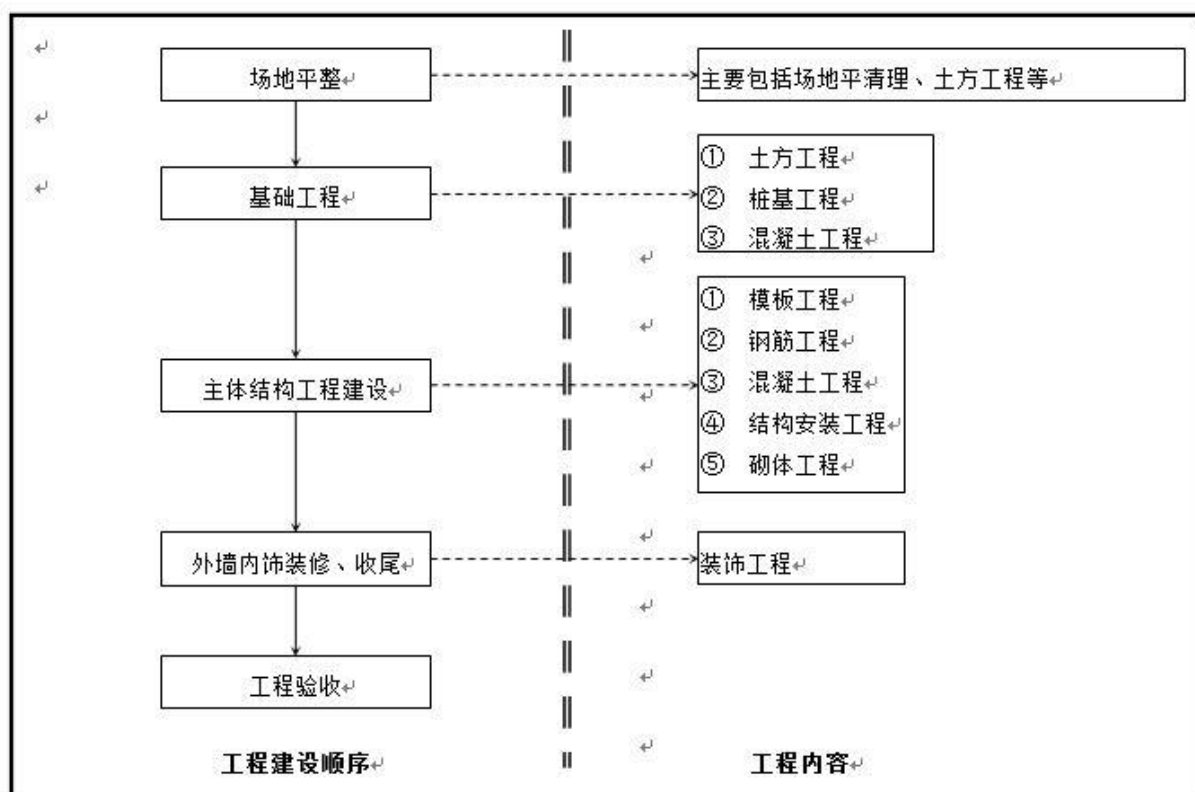 场地平整
主要包括场地平清理、土方工程等
基础工程
① 土方工程
② 桩基工程
③ 混凝土工程
主体结构工程建设
① 模板工程
② 钢筋工程
③ 混凝土工程
④ 结构安装工程
⑤ 砌体工程
外墙内饰装修、收尾
装饰工程
工程验收
工程建设顺序
工程内容